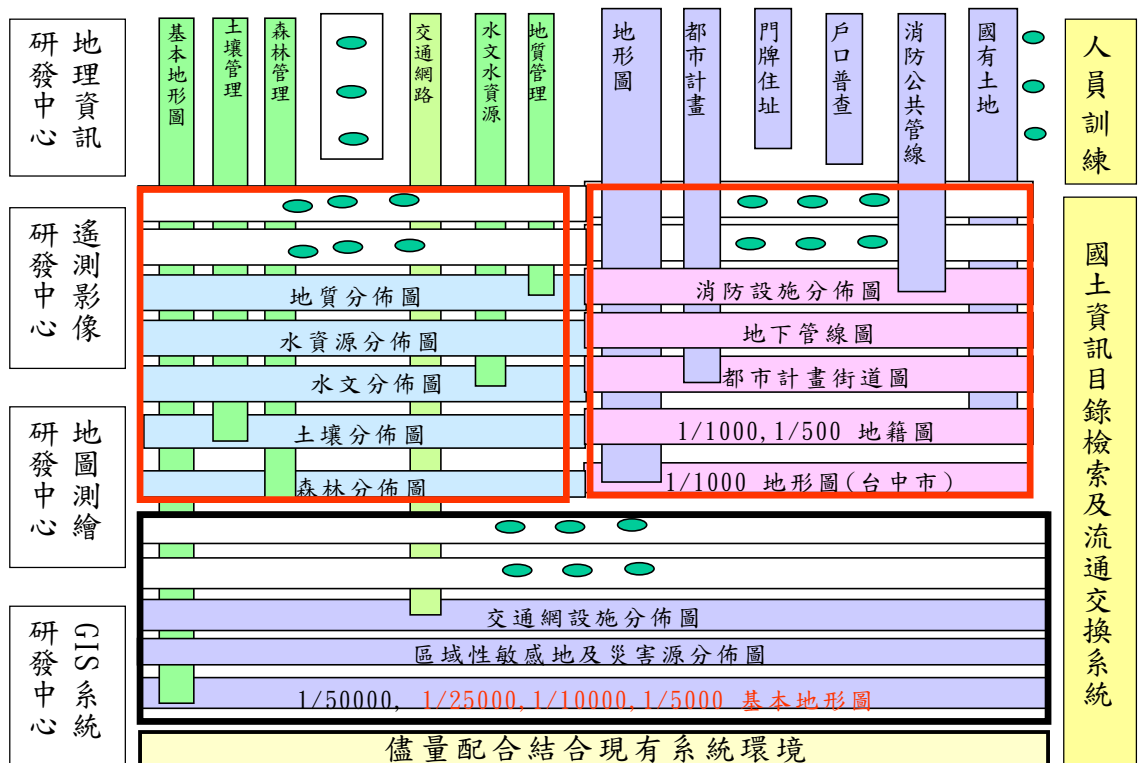 地理資訊
研發中心
遙測影像
研發中心
地圖測繪
研發中心
GIS系統
研發中心
基本地形圖
土壤管理
森林管理
交通網路
水文水資源
地質管理
地形圖
都市計畫
門牌住址
戶口普查
消防公共管線
國有土地
地質分佈圖
水資源分佈圖
水文分佈圖
土壤分佈圖
森林分佈圖
消防設施分佈圖
地下管線圖
都市計畫街道圖
1/1000,1/500 地籍圖
1/1000 地形圖(台中市)
交通網設施分佈圖
區域性敏感地及災害源分佈圖
1/50000, 1/25000,1/10000,1/5000 基本地形圖
儘量配合結合現有系統環境
人員訓練
國土資訊目錄檢索及流通交換系統